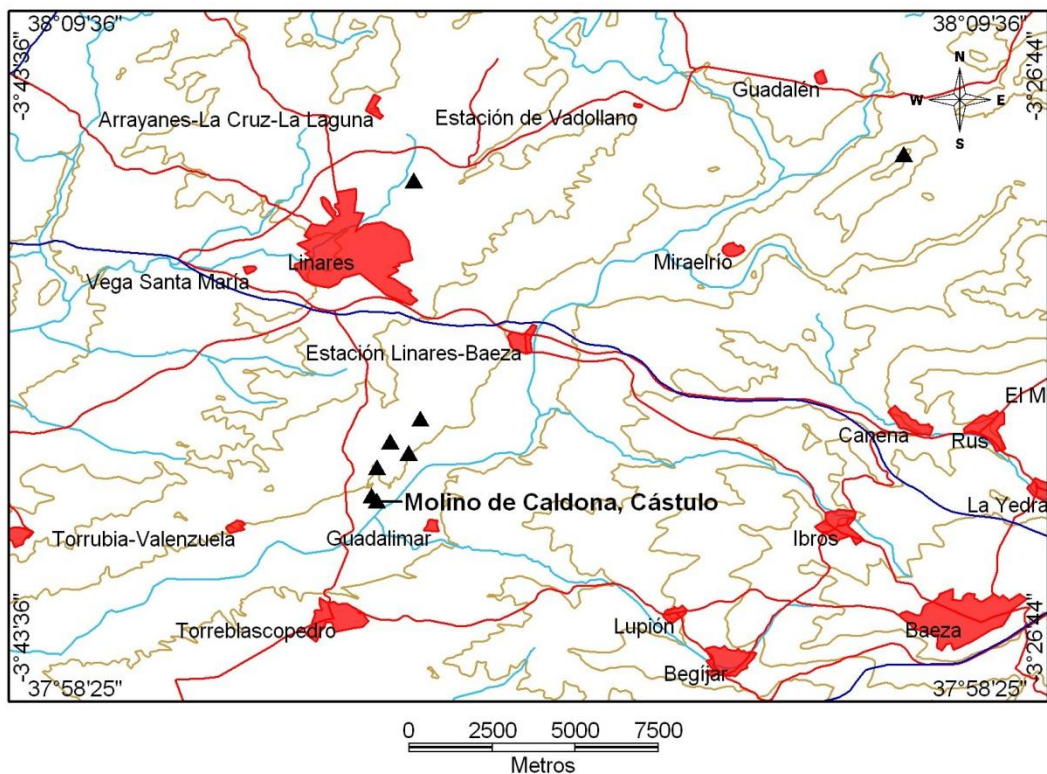 38°09'36"
38°09'36"
-3°43'36"
-3°26'44"
N
W
E
S
Guadalén
Arrayanes-La Cruz-La Laguna
Estación de Vadollano
Linares
Miraelrío
Vega Santa María
Estación Linares-Baeza
El M
Canena
Rus
Molino de Caldona, Cástulo
La Yedra
Torrubia-Valenzuela
Guadalimar
Ibros
-3°43'36"
-3°26'44"
Torreblascopedro
Lupión
Baeza
Begíjar
37°58'25"
37°58'25"
0 2500 5000 7500
Metros